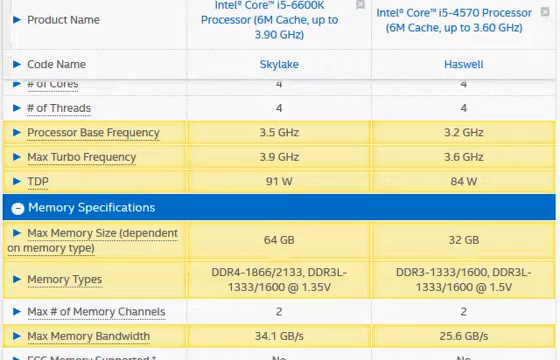 Product Name
Intel® Core™ i5-6600K
Processor (6M Cache, up to
3.90 GHz)
Intel® Core™ i5-4570 Processor
(6M Cache, up to 3.60 GHz)
Code Name Skylake Haswell
# of Cores 4 4
# of Threads 4 4
Processor Base Frequency 3.5 GHz 3.2 GHz
Max Turbo Frequency 3.9 GHz 3.6 GHz
TDP 91 W 84 W
Memory Specifications
Max Memory Size (dependent
on memory type) 64 GB 32 GB
Memory Types
DDR4-1866/2133, DDR3L-
1333/1600 @ 1.35V
DDR3-1333/1600, DDR3L-
1333/1600 @ 1.5V
Max # of Memory Channels 2 2
Max Memory Bandwidth 34.1 GB/s 25.6 GB/s
ECC Memory Supported ‡ No No